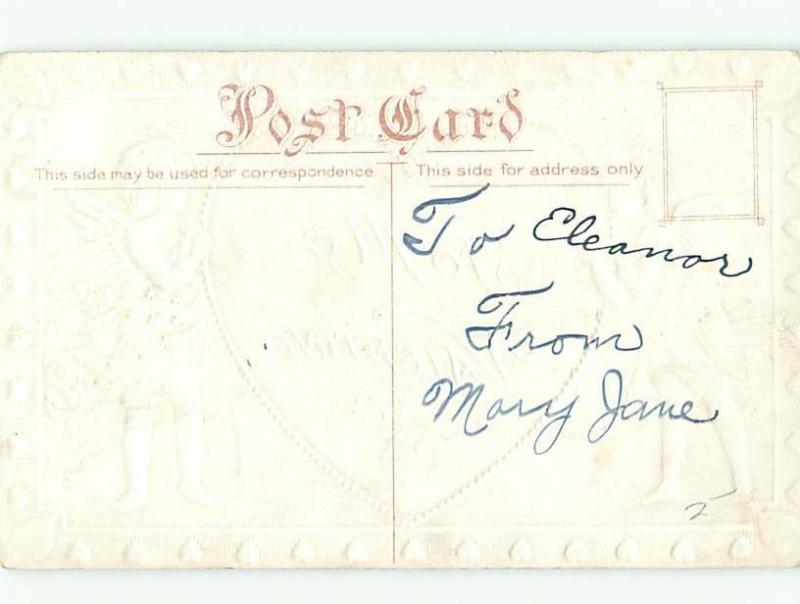 Post Card
This side may be used for correspondence.
This side for address only
To Eleanor
From
Mary Jane
2